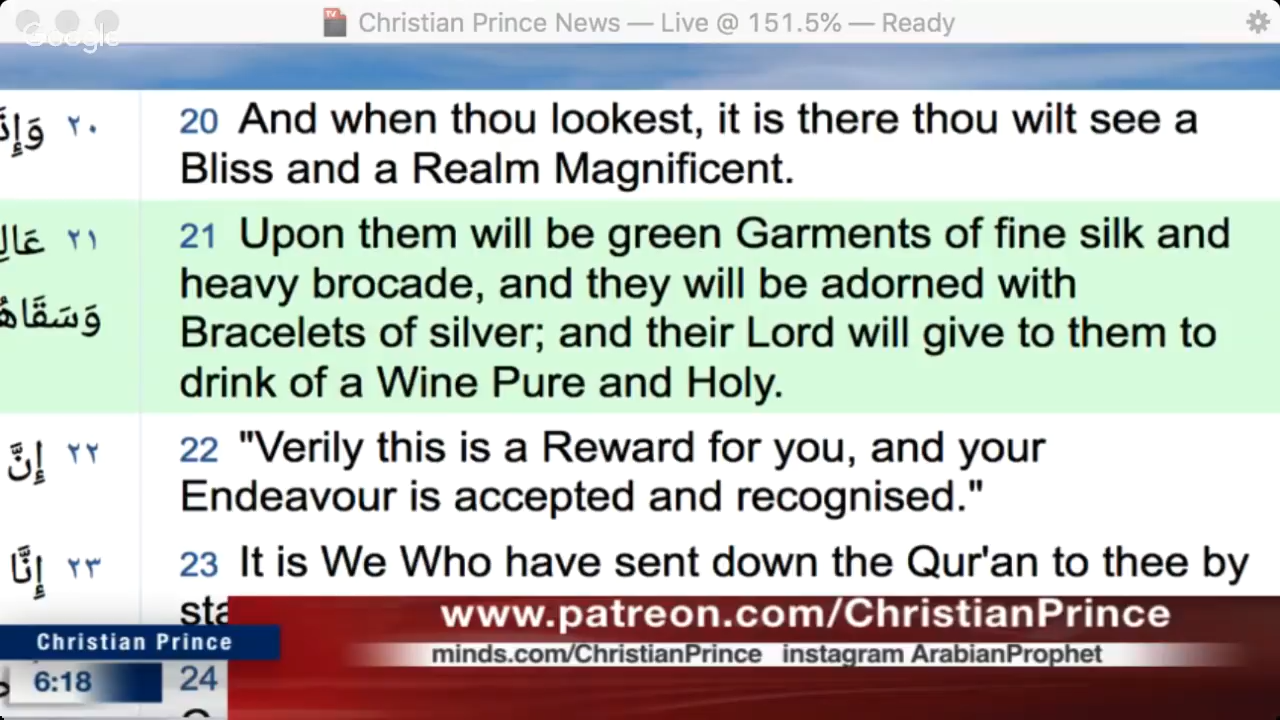 Christian Prince News — Live @ 151.5% — Ready
Google
٢٠
20 And when thou lookest, it is there thou wilt see a
Bliss and a Realm Magnificent.
٢١
21 Upon them will be green Garments of fine silk and
heavy brocade, and they will be adorned with
Bracelets of silver; and their Lord will give to them to
drink of a Wine Pure and Holy.
إِنَّ ٢٢
22 "Verily this is a Reward for you, and your
Endeavour is accepted and recognised."
إِنَّا ٢٣
23 It is We Who have sent down the Qur'an to thee by
www.patreon.com/ChristianPrince
Christian Prince
minds.com/ChristianPrince instagram ArabianProphet
6:18
24